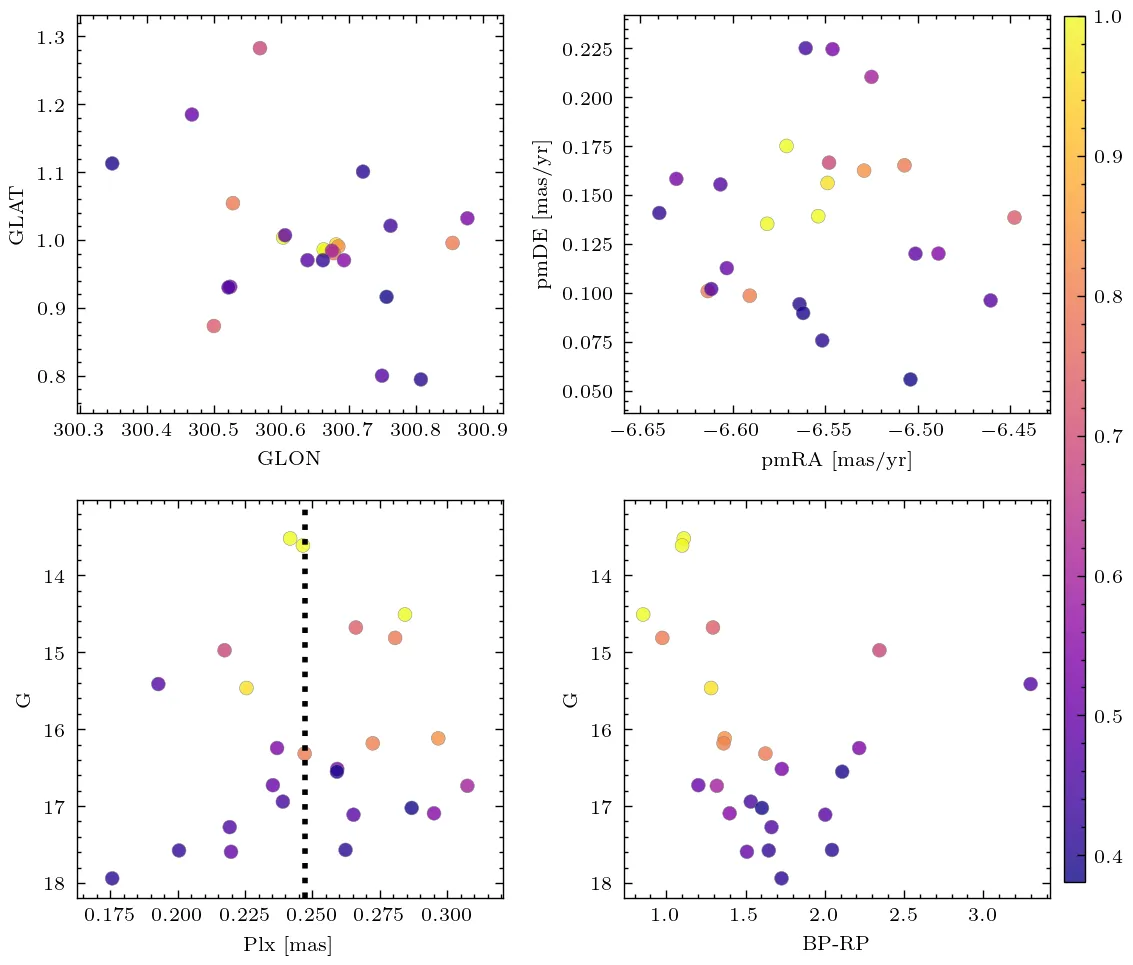 1.3
1.2
1.1
1.0
0.9
0.8
GLAT
300.3 300.4 300.5 300.6 300.7 300.8 300.9
GLON
0.225
0.200
0.175
0.150
0.125
0.100
0.075
0.050
pmDE [mas/yr]
−6.65 −6.60 −6.55 −6.50 −6.45
pmRA [mas/yr]
1.0
0.9
0.8
0.7
0.6
0.5
0.4
14
15
16
17
18
G
0.175 0.200 0.225 0.250 0.275 0.300
Plx [mas]
14
15
16
17
18
G
1.0 1.5 2.0 2.5 3.0
BP-RP